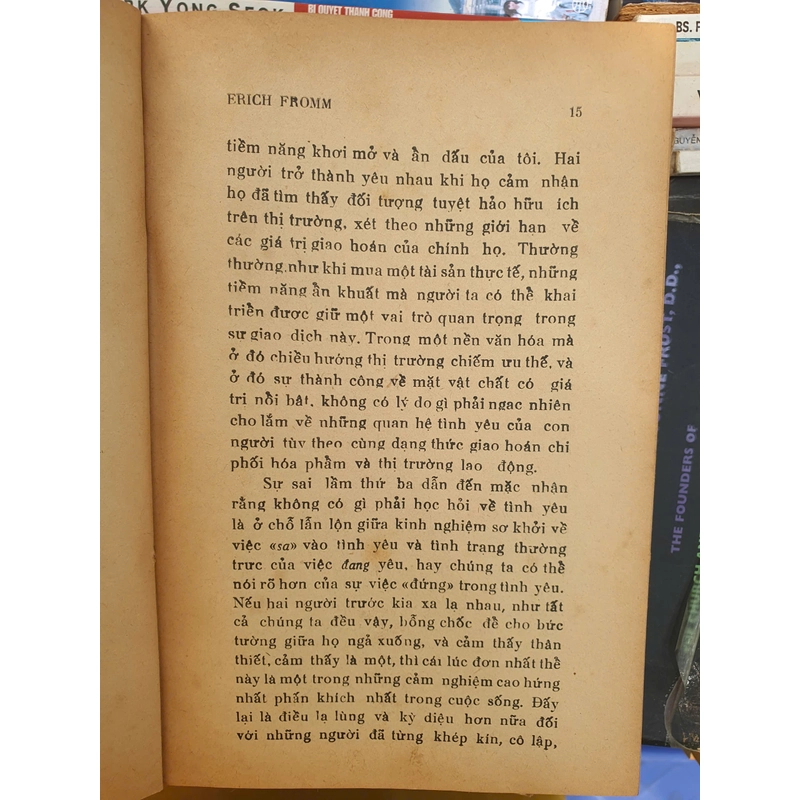 RK YONG SEOK
BÍ QUYẾT THÀNH CÔNG
BS. P
ERICH FROMM 15
tiềm năng khơi mở và ẩn dấu của tôi. Hai
người trở thành yêu nhau khi họ cảm nhận
họ đã tìm thấy đối tượng tuyệt hảo hữu ích
trên thị trường, xét theo những giới hạn về
các giá trị giao hoán của chính họ. Thường
thường, như khi mua một tài sản thực tế, những
tiềm năng ẩn khuất mà người ta có thể khai
triển được giữ một vai trò quan trọng trong
sự giao dịch này. Trong một nền văn hóa mà
ở đó chiều hướng thị trường chiếm ưu thế, và
ở đó sự thành công về mặt vật chất có giá
trị nổi bật, không có lý do gì phải ngạc nhiên
cho lắm về những quan hệ tình yêu của con
người tùy theo cùng dạng thức giao hoán chi
phối hóa phẩm và thị trường lao động.
Sự sai lầm thứ ba dẫn đến mặc nhân
rằng không có gì phải học hỏi về tình yêu
là ở chỗ lẫn lộn giữa kinh nghiệm sơ khởi về
việc «sa» vào tình yêu và tình trạng thường
trực của việc đang yêu, hay chúng ta có thể
nói rõ hơn của sự việc «đứng» trong tình yêu.
Nếu hai người trước kia xa lạ nhau, như tất
cả chúng ta đều vậy, bỗng chốc để cho bức
tường giữa họ ngả xuống, và cảm thấy thân
thiết, cảm thấy là một, thì cái lúc đơn nhất thể
này là một trong những cảm nghiệm cao hứng
nhất phấn khích nhất trong cuộc sống. Đấy
lại là điều lạ lùng và kỳ diệu hơn nữa đối
với những người đã từng khép kín, cô lập,
FROST, D.D.,
THE FOUNDERS OF